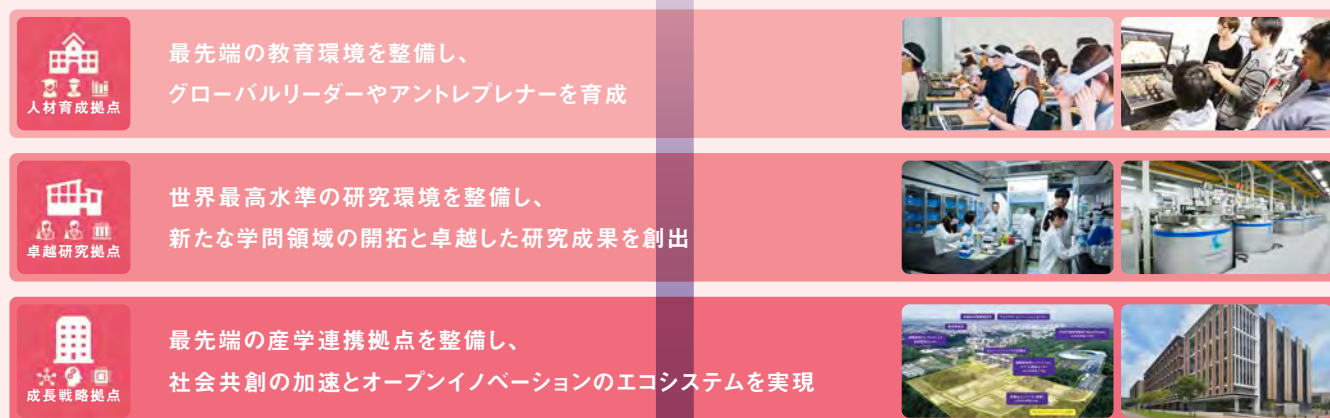 人材育成拠点
最先端の教育環境を整備し、
グローバルリーダーやアントレプレナーを育成
卓越研究拠点
世界最高水準の研究環境を整備し、
新たな学問領域の開拓と卓越した研究成果を創出
成長戦略拠点
最先端の産学連携拠点を整備し、
社会共創の加速とオープンイノベーションのエコシステムを実現